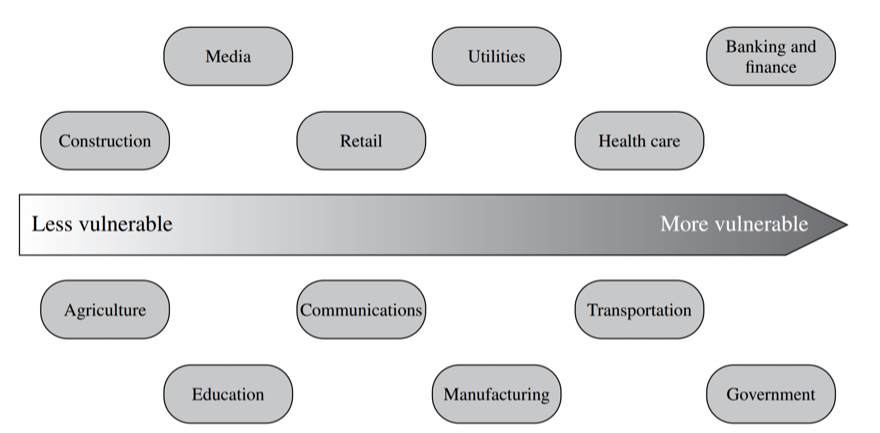 Media
Utilities
Banking and
finance
Construction
Retail
Health care
Less vulnerable
More vulnerable
Agriculture
Communications
Transportation
Education
Manufacturing
Government